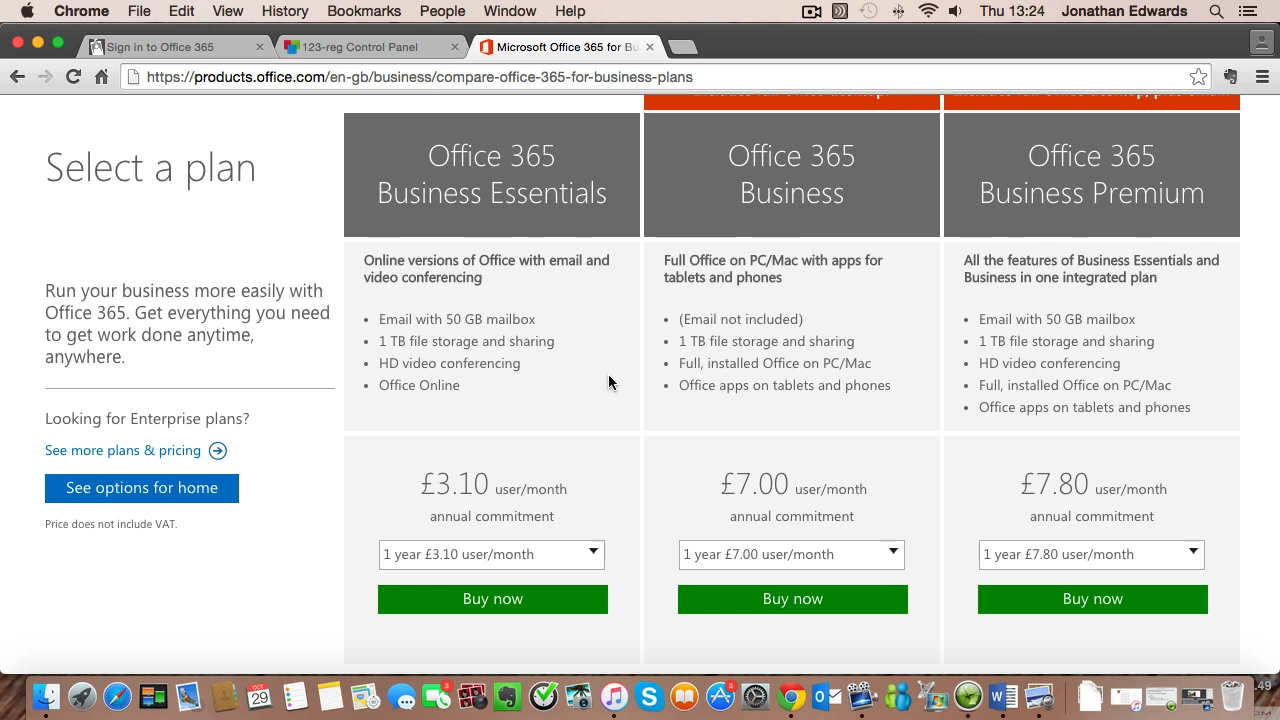 Chrome File Edit View History Bookmarks People Window Help Thu 13:24 Jonathan Edwards
Sign in to Office 365
123-reg Control Panel
Microsoft Office 365 for Bu
https://products.office.com/en-gb/business/compare-office-365-for-business-plans
Select a plan
Run your business more easily with
Office 365. Get everything you need
to get work done anytime,
anywhere.
Looking for Enterprise plans?
See more plans & pricing
See options for home
Price does not include VAT.
Office 365
Business Essentials
Online versions of Office with email and
video conferencing
• Email with 50 GB mailbox
• 1 TB file storage and sharing
• HD video conferencing
• Office Online
£3.10 user/month
annual commitment
1 year £3.10 user/month
Buy now
Office 365
Business
Full Office on PC/Mac with apps for
tablets and phones
• (Email not included)
• 1 TB file storage and sharing
• Full, installed Office on PC/Mac
• Office apps on tablets and phones
£7.00 user/month
annual commitment
1 year £7.00 user/month
Buy now
Office 365
Business Premium
All the features of Business Essentials and
Business in one integrated plan
• Email with 50 GB mailbox
• 1 TB file storage and sharing
• HD video conferencing
• Full, installed Office on PC/Mac
• Office apps on tablets and phones
£7.80 user/month
annual commitment
1 year £7.80 user/month
Buy now
OCT
29